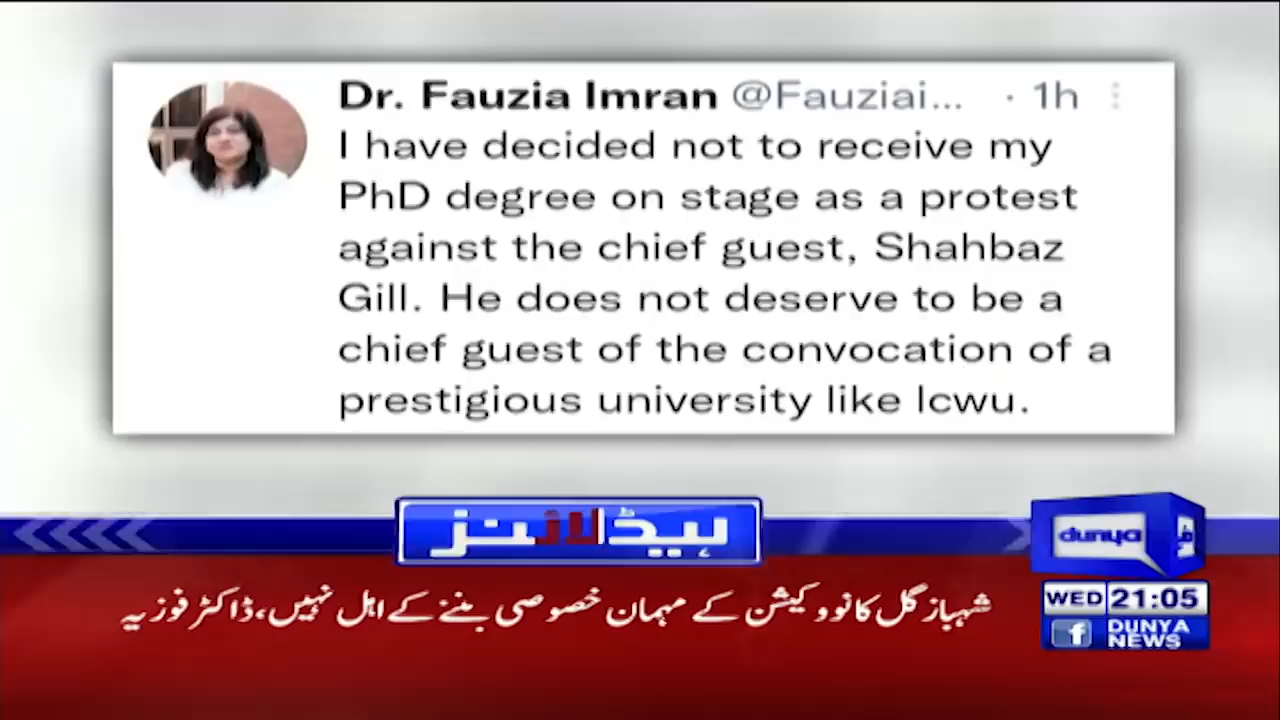 Dr. Fauzia Imran @Fauziai... · 1h
I have decided not to receive my
PhD degree on stage as a protest
against the chief guest, Shahbaz
Gill. He does not deserve to be a
chief guest of the convocation of a
prestigious university like lcwu.
ہیڈلائنز
dunya
شہباز گل کانووکیشن کے مہمان خصوصی بننے کے اہل نہیں، ڈاکٹر فوزیہ
WED 21:05
f DUNYA
NEWS